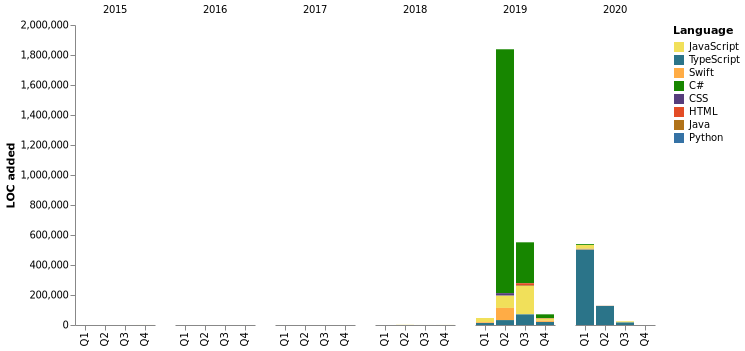 2015 2016 2017 2018 2019 2020
Language
JavaScript
TypeScript
Swift
C#
CSS
HTML
Java
Python
LOC added
2,000,000
1,800,000
1,600,000
1,400,000
1,200,000
1,000,000
800,000
600,000
400,000
200,000
0
Q1 Q2 Q3 Q4 Q1 Q2 Q3 Q4 Q1 Q2 Q3 Q4 Q1 Q2 Q3 Q4 Q1 Q2 Q3 Q4 Q1 Q2 Q3 Q4